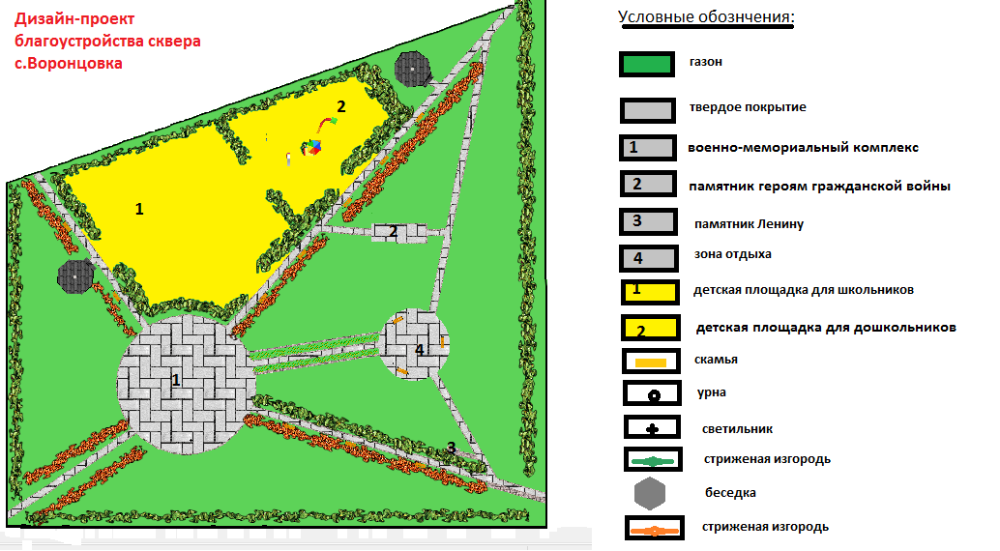 Дизайн-проект
благоустройства сквера
с.Воронцовка
Условные обознчения:
газон
твердое покрытие
1 военно-мемориальный комплекс
2 памятник героям гражданской войны
3 памятник Ленину
4 зона отдыха
1 детская площадка для школьников
2 детская площадка для дошкольников
скамья
урна
светильник
стриженая изгородь
беседка
стриженая изгородь
2
1
2
4
1
3